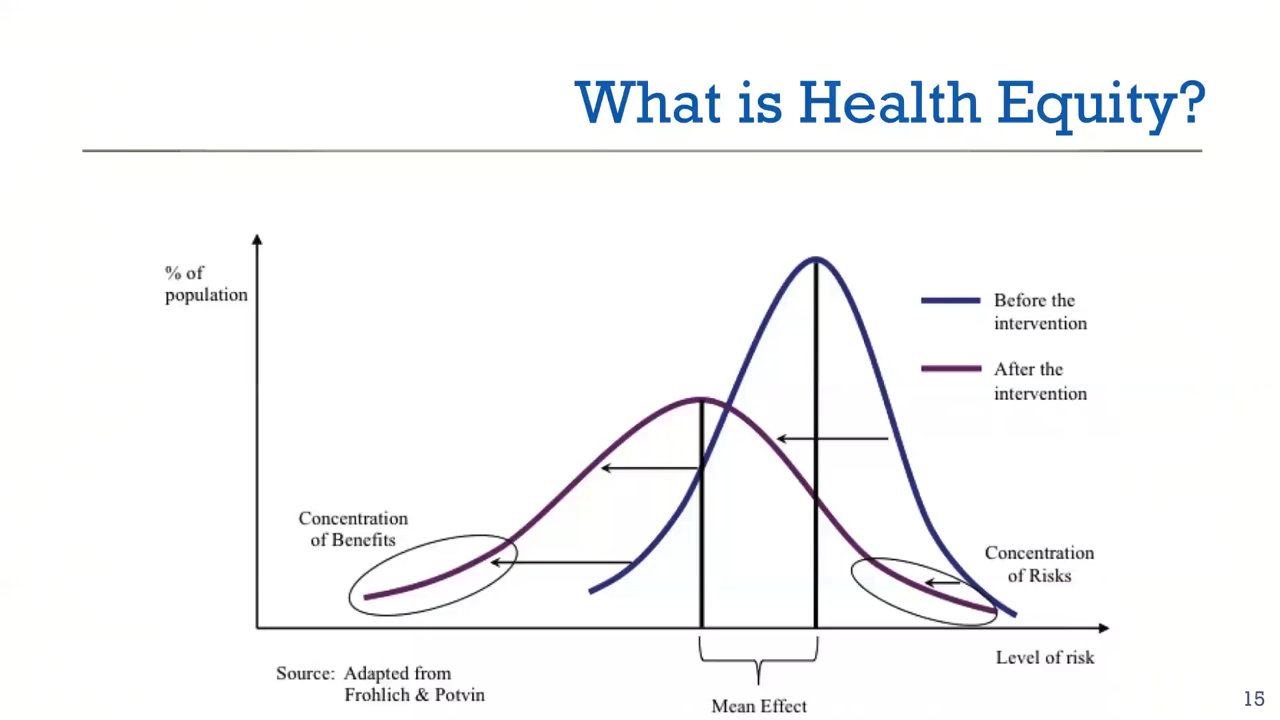 What is Health Equity?
% of
population
Before the
intervention
After the
intervention
Concentration
of Benefits
Concentration
of Risks
Level of risk
Source: Adapted from
Frohlich & Potvin
Mean Effect
15